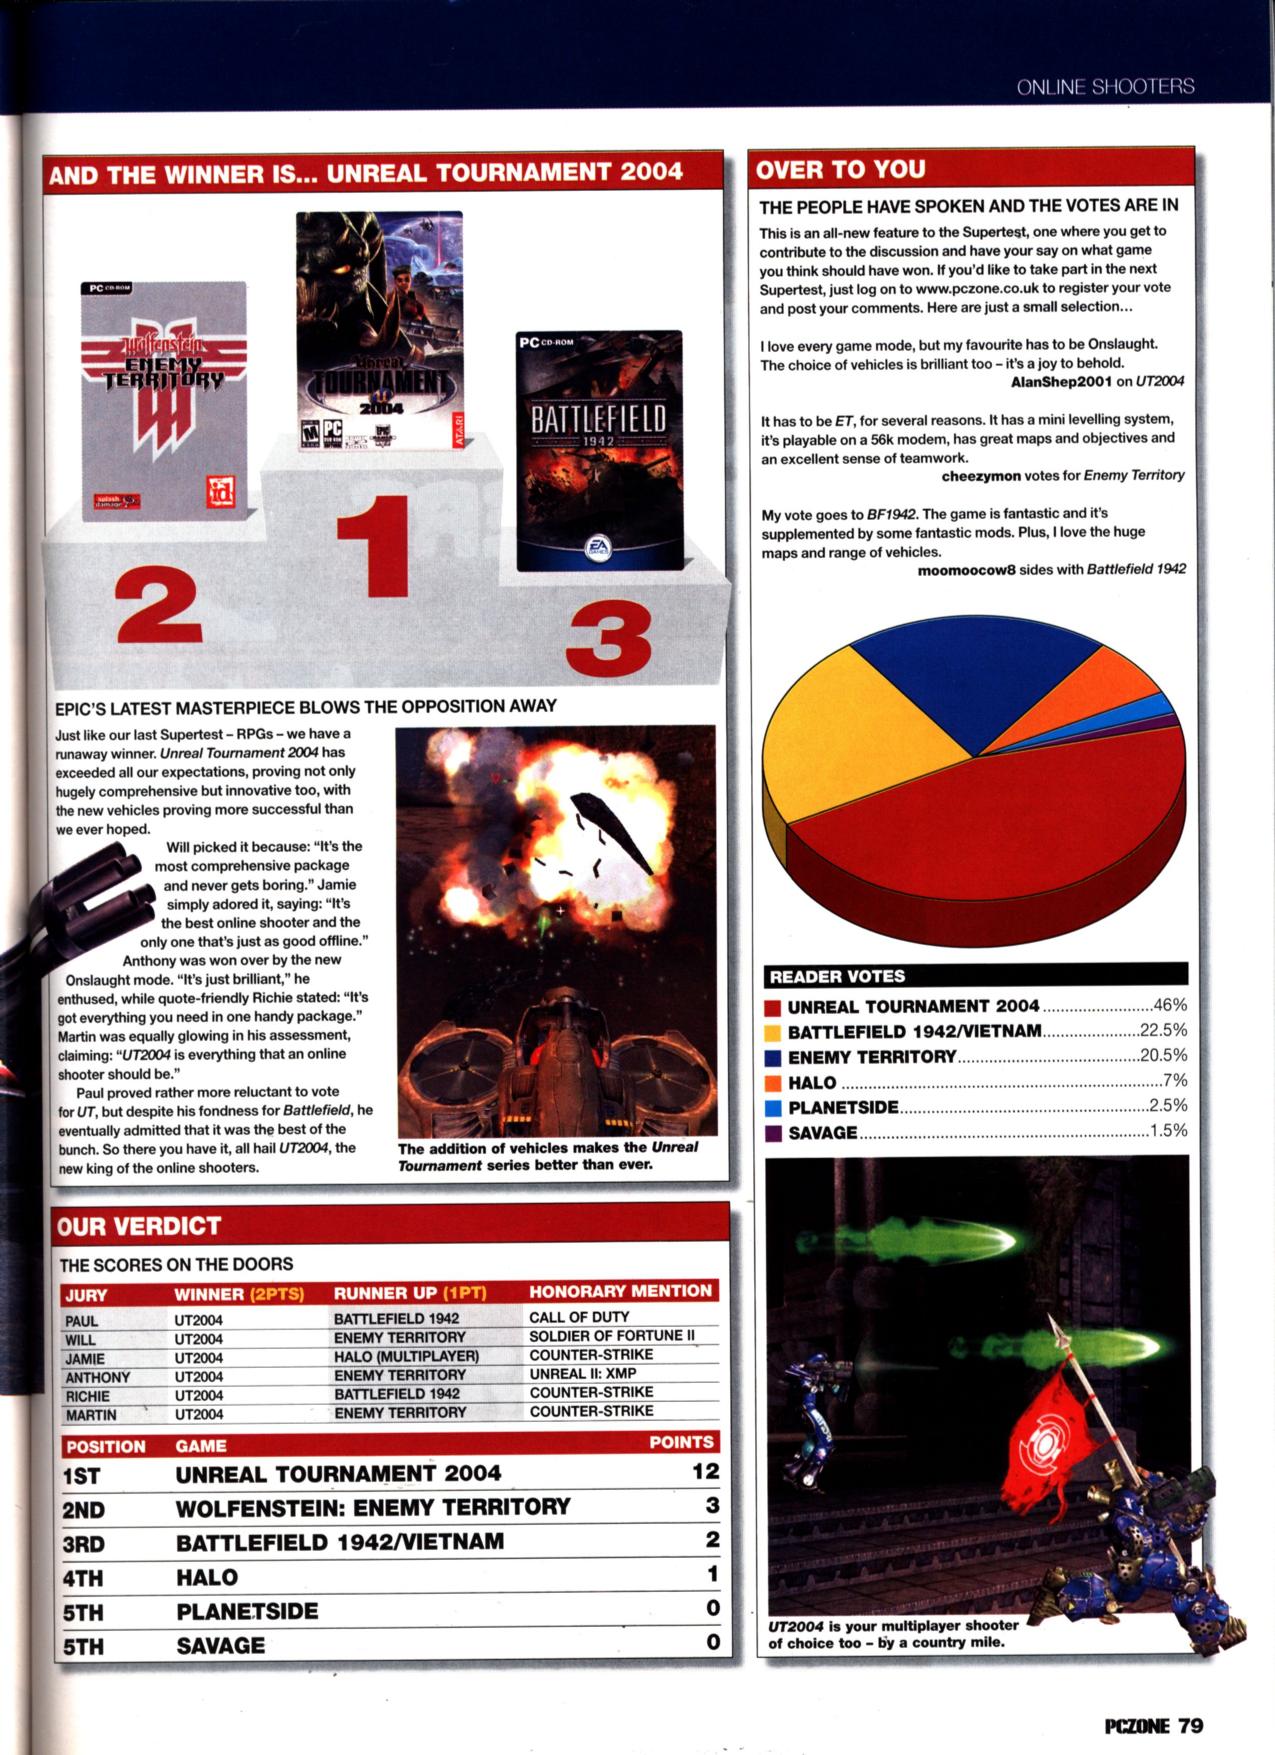 ONLINE SHOOTERS
AND THE WINNER IS... UNREAL TOURNAMENT 2004
PC CD-ROM
Wolfenstein
ENEMY
TERRITORY
splash
damage
id
Unreal
TOURNAMENT
2004
M
PC
EPIC
GAMES
ATARI
PC CD-ROM
BATTLEFIELD
1942
EA
GAMES
2
1
3
EPIC'S LATEST MASTERPIECE BLOWS THE OPPOSITION AWAY
Just like our last Supertest – RPGs – we have a
runaway winner. Unreal Tournament 2004 has
exceeded all our expectations, proving not only
hugely comprehensive but innovative too, with
the new vehicles proving more successful than
we ever hoped.
Will picked it because: "It's the
most comprehensive package
and never gets boring." Jamie
simply adored it, saying: "It's
the best online shooter and the
only one that's just as good offline."
Anthony was won over by the new
Onslaught mode. "It's just brilliant," he
enthused, while quote-friendly Richie stated: "It's
got everything you need in one handy package."
Martin was equally glowing in his assessment,
claiming: "UT2004 is everything that an online
shooter should be."
Paul proved rather more reluctant to vote
for UT, but despite his fondness for Battlefield, he
eventually admitted that it was the best of the
bunch. So there you have it, all hail UT2004, the
new king of the online shooters.
The addition of vehicles makes the Unreal
Tournament series better than ever.
OUR VERDICT
THE SCORES ON THE DOORS
JURY WINNER (2PTS) RUNNER UP (1PT) HONORARY MENTION
PAUL UT2004 BATTLEFIELD 1942 CALL OF DUTY
WILL UT2004 ENEMY TERRITORY SOLDIER OF FORTUNE II
JAMIE UT2004 HALO (MULTIPLAYER) COUNTER-STRIKE
ANTHONY UT2004 ENEMY TERRITORY UNREAL II: XMP
RICHIE UT2004 BATTLEFIELD 1942 COUNTER-STRIKE
MARTIN UT2004 ENEMY TERRITORY COUNTER-STRIKE
POSITION GAME POINTS
1ST UNREAL TOURNAMENT 2004 12
2ND WOLFENSTEIN: ENEMY TERRITORY 3
3RD BATTLEFIELD 1942/VIETNAM 2
4TH HALO 1
5TH PLANETSIDE 0
5TH SAVAGE 0
OVER TO YOU
THE PEOPLE HAVE SPOKEN AND THE VOTES ARE IN
This is an all-new feature to the Supertest, one where you get to
contribute to the discussion and have your say on what game
you think should have won. If you'd like to take part in the next
Supertest, just log on to www.pczone.co.uk to register your vote
and post your comments. Here are just a small selection...
I love every game mode, but my favourite has to be Onslaught.
The choice of vehicles is brilliant too – it's a joy to behold.
AlanShep2001 on UT2004
It has to be ET, for several reasons. It has a mini levelling system,
it's playable on a 56k modem, has great maps and objectives and
an excellent sense of teamwork.
cheezymon votes for Enemy Territory
My vote goes to BF1942. The game is fantastic and it's
supplemented by some fantastic mods. Plus, I love the huge
maps and range of vehicles.
moomoocow8 sides with Battlefield 1942
READER VOTES
UNREAL TOURNAMENT 2004.......................46%
BATTLEFIELD 1942/VIETNAM....................22.5%
ENEMY TERRITORY.....................................20.5%
HALO ...............................................................7%
PLANETSIDE..................................................2.5%
SAVAGE..........................................................1.5%
UT2004 is your multiplayer shooter
of choice too – by a country mile.
PCZONE 79